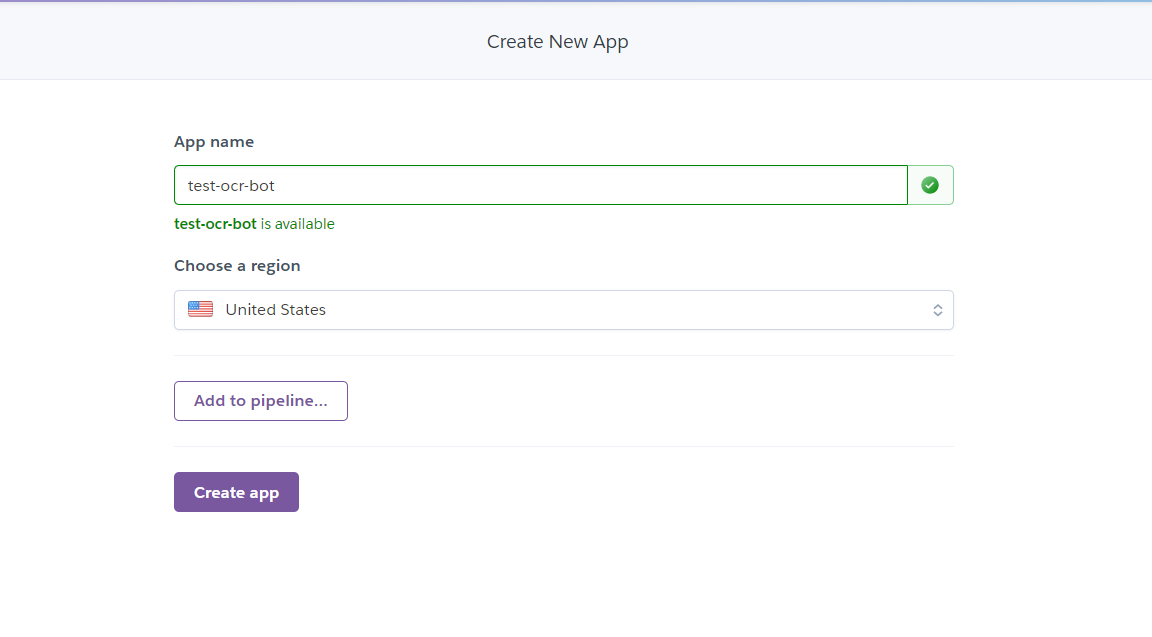 Create New App
App name
test-ocr-bot
test-ocr-bot is available
Choose a region
United States
Add to pipeline...
Create app